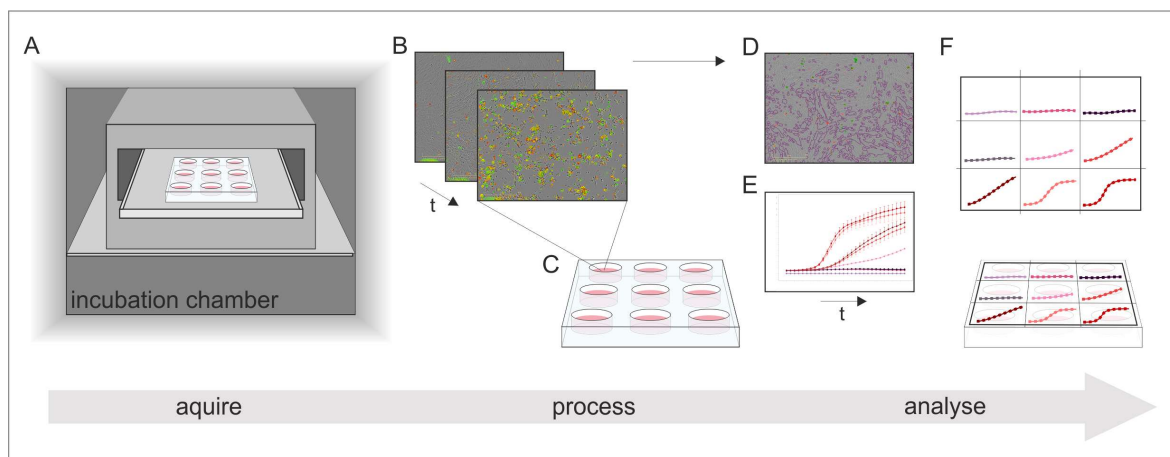 A
B
D
F
t
E
C
incubation chamber
t
aquire
process
analyse